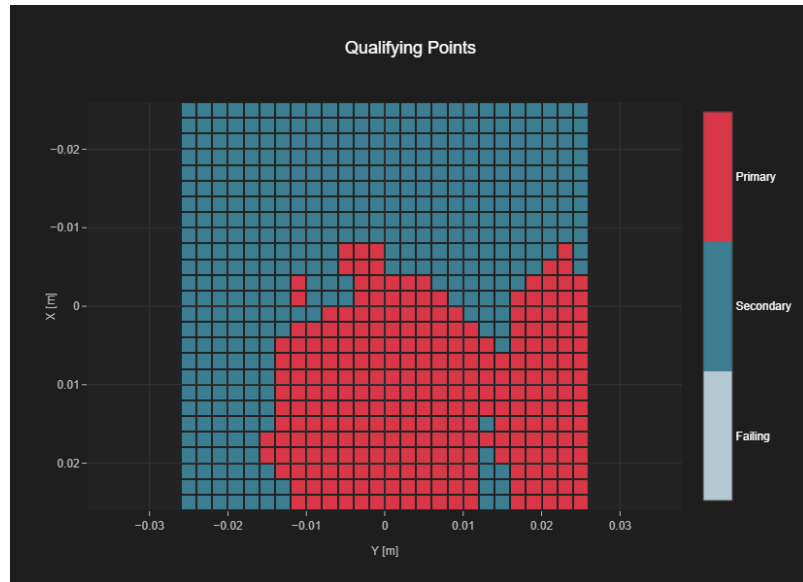 Qualifying Points
−0.02
−0.01
0
0.01
0.02
X [m]
−0.03
−0.02
−0.01
0
0.01
0.02
0.03
Y [m]
Primary
Secondary
Failing